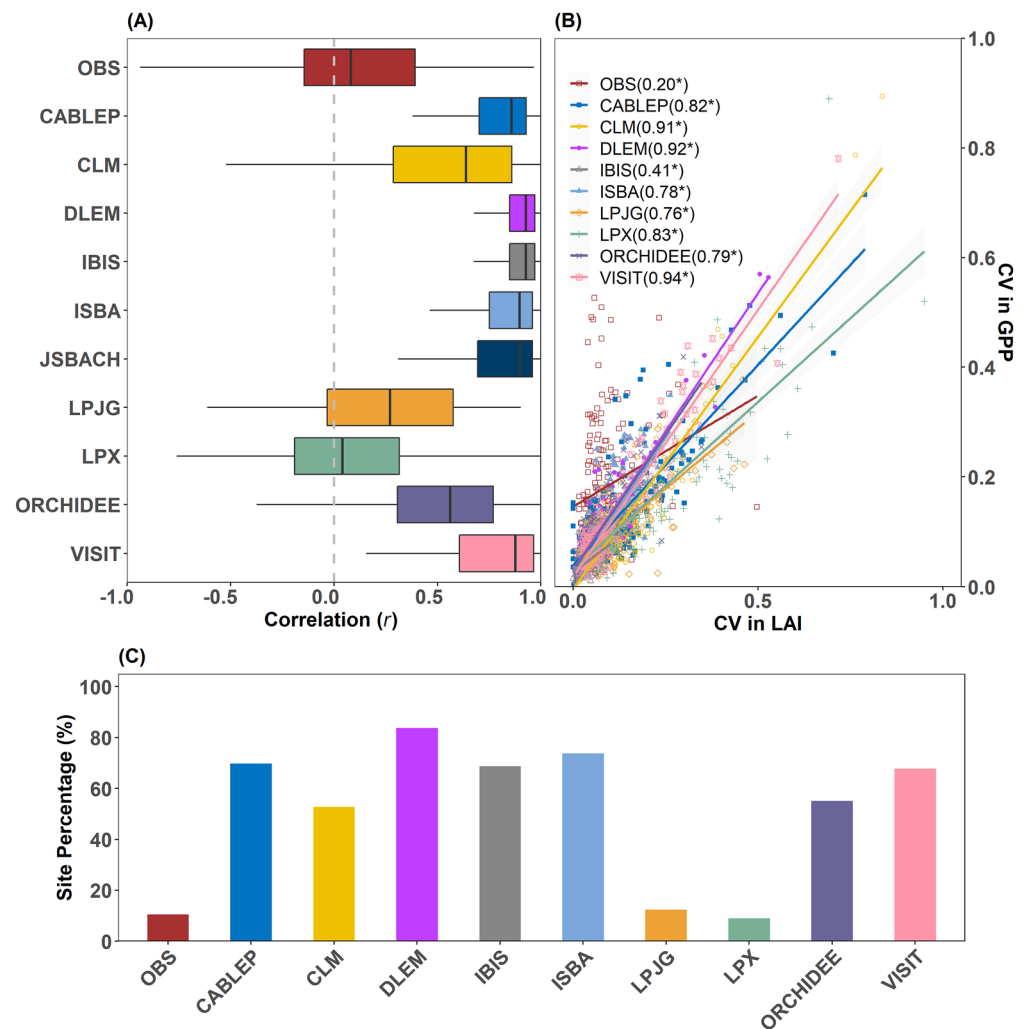 (A)
OBS
CABLEP
CLM
DLEM
IBIS
ISBA
JSBACH
LPJG
LPX
ORCHIDEE
VISIT
-1.0 -0.5 0.0 0.5 1.0
Correlation (r)
(B)
OBS(0.20*)
CABLEP(0.82*)
CLM(0.91*)
DLEM(0.92*)
IBIS(0.41*)
ISBA(0.78*)
LPJG(0.76*)
LPX(0.83*)
ORCHIDEE(0.79*)
VISIT(0.94*)
1.0
0.8
0.6
0.4
0.2
0.0
CV in GPP
0.0 0.5 1.0
CV in LAI
(C)
Site Percentage (%)
100
80
60
40
20
0
OBS
CABLEP
CLM
DLEM
IBIS
ISBA
LPJG
LPX
ORCHIDEE
VISIT